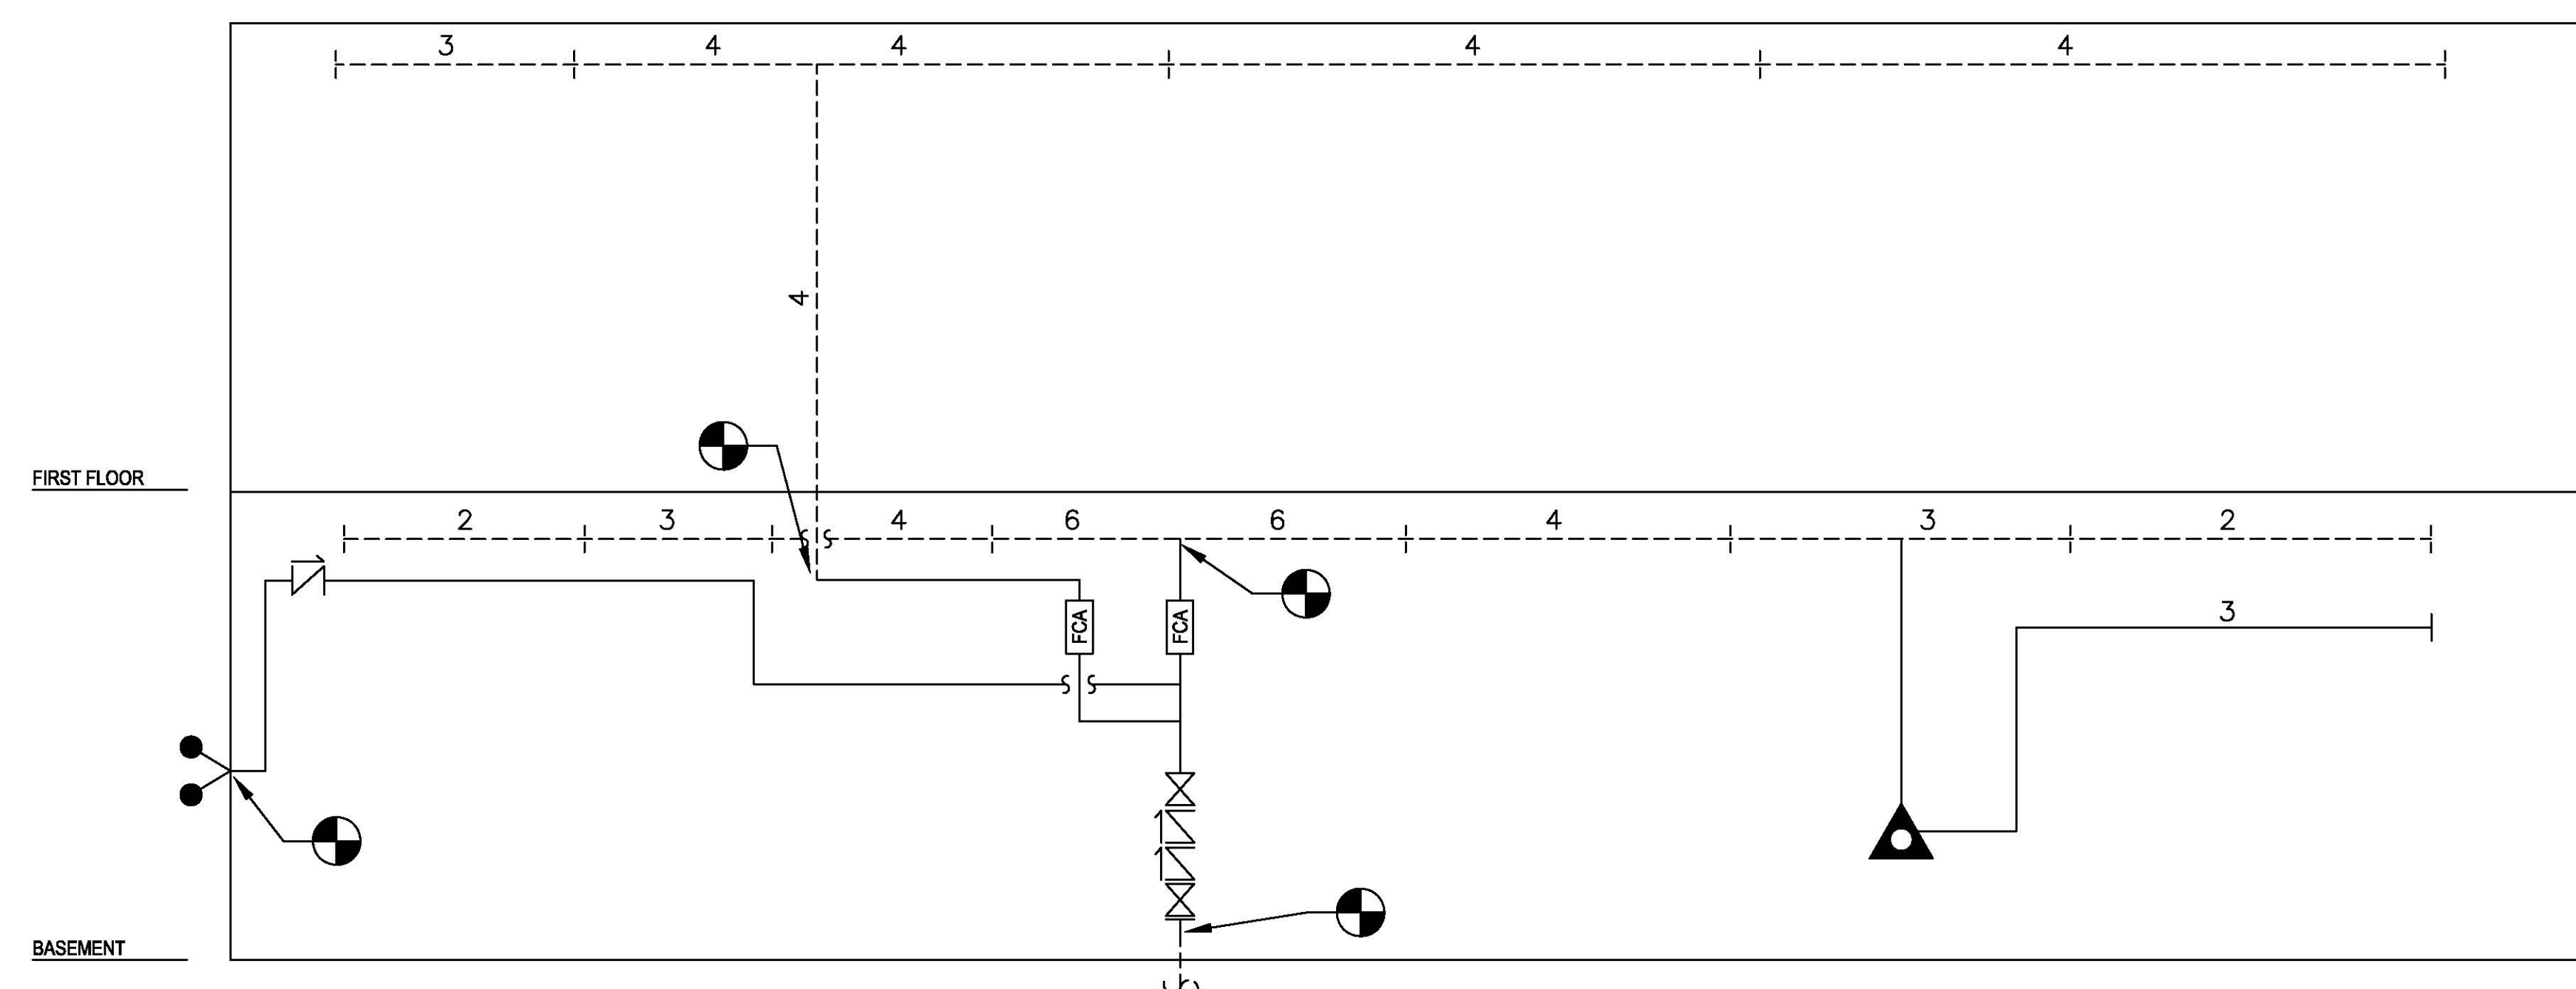 3 4 4 4 4
4
FIRST FLOOR
2 3 4 6 6 4 3 2
3
FCA FCA
BASEMENT